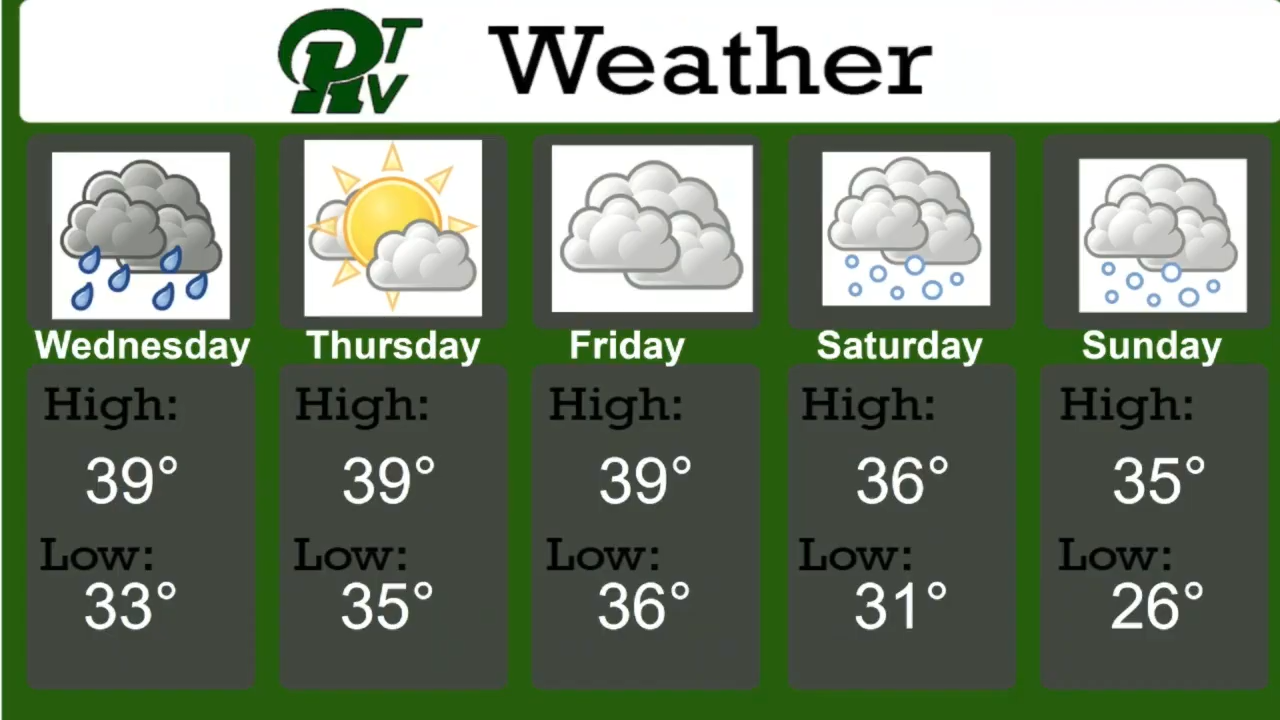 PTV Weather
Wednesday Thursday Friday Saturday Sunday
High: High: High: High: High:
39° 39° 39° 36° 35°
Low: Low: Low: Low: Low:
33° 35° 36° 31° 26°